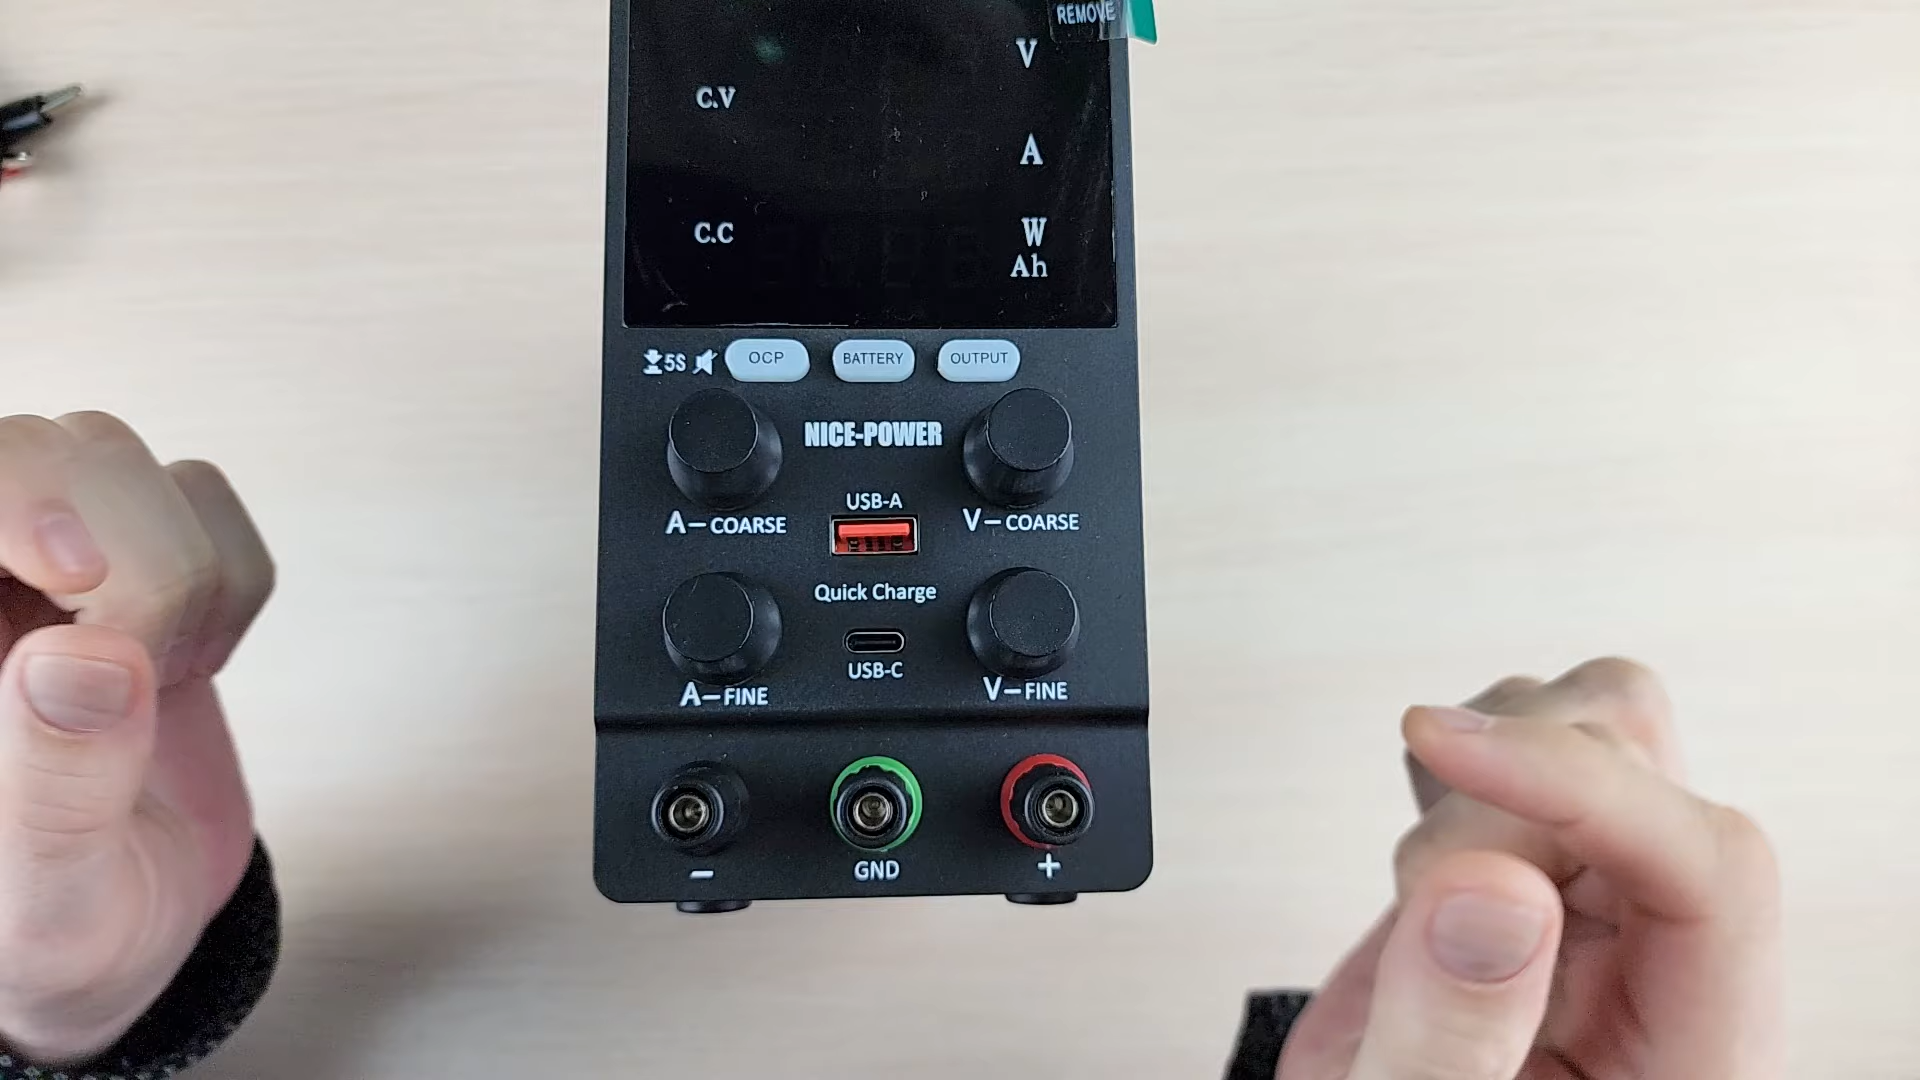 REMOVE
V
C.V
A
C.C
W
Ah
5S
OCP
BATTERY
OUTPUT
NICE-POWER
USB-A
A-COARSE
V-COARSE
Quick Charge
USB-C
A-FINE
V-FINE
- GND +